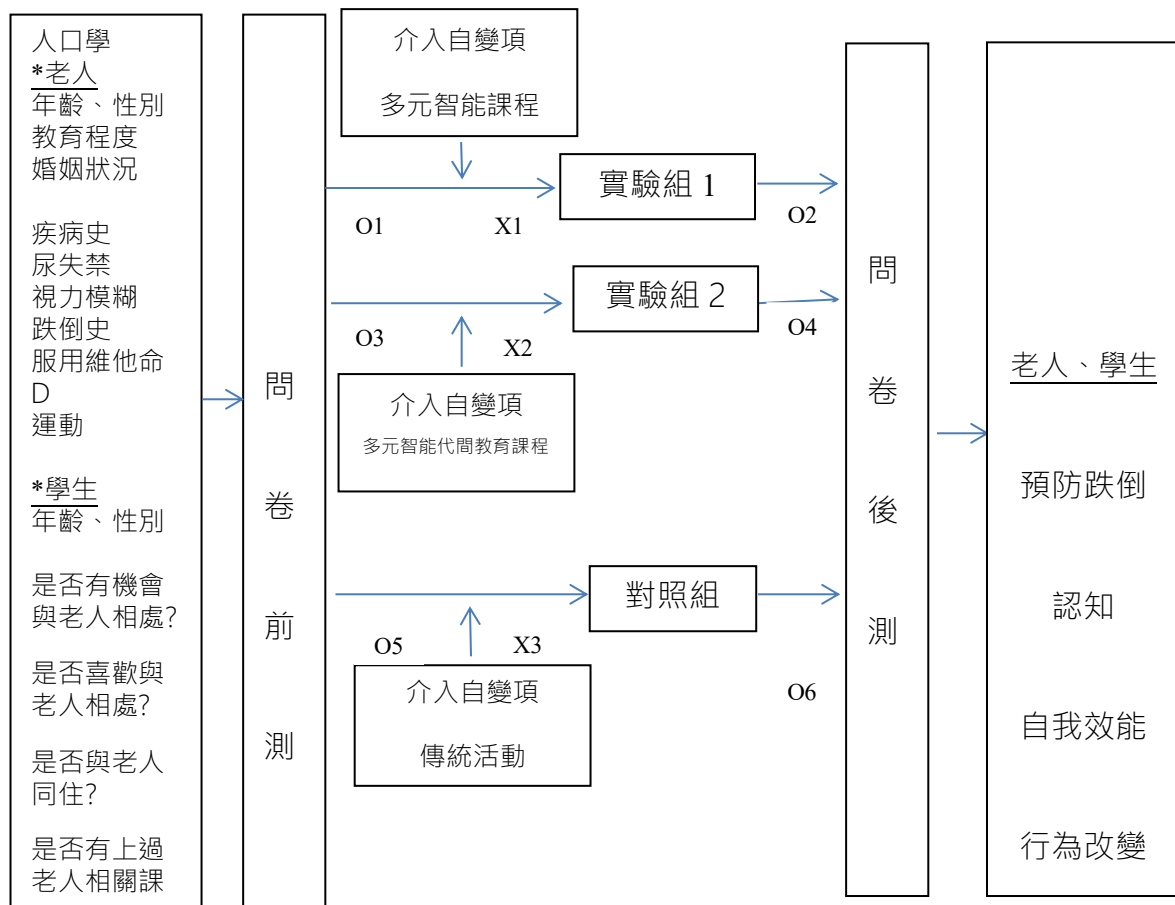 人口學
*老人
年齡、性別
教育程度
婚姻狀況
疾病史
尿失禁
視力模糊
跌倒史
服用維他命
D
運動
*學生
年齡、性別
是否有機會
與老人相處?
是否喜歡與
老人相處?
是否與老人
同住?
是否有上過
老人相關課
問
卷
前
測
介入自變項
多元智能課程
O1
X1
實驗組 1
O2
O3
X2
實驗組 2
O4
介入自變項
多元智能代間教育課程
O5
X3
對照組
O6
介入自變項
傳統活動
問
卷
後
測
老人、學生
預防跌倒
認知
自我效能
行為改變